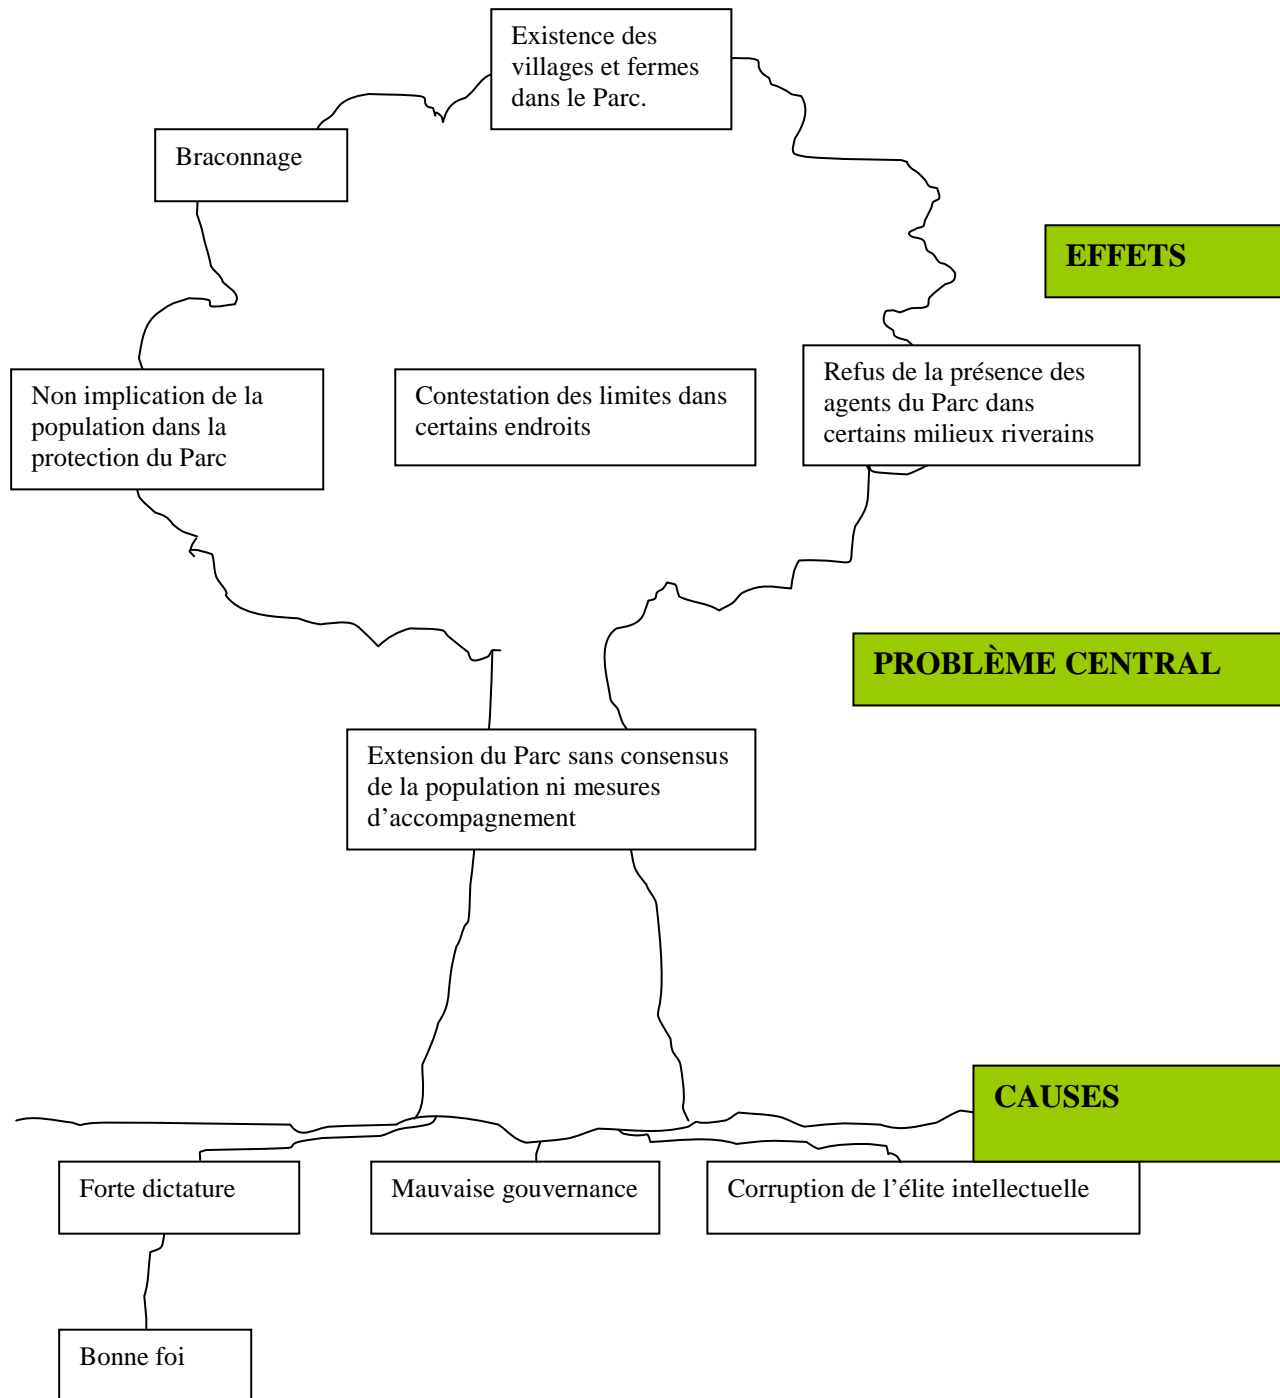 Existence des
villages et fermes
dans le Parc.
Braconnage
EFFETS
Non implication de la
population dans la
protection du Parc
Contestation des limites dans
certains endroits
Refus de la présence des
agents du Parc dans
certains milieux riverains
PROBLÈME CENTRAL
Extension du Parc sans consensus
de la population ni mesures
d’accompagnement
CAUSES
Forte dictature
Mauvaise gouvernance
Corruption de l’élite intellectuelle
Bonne foi